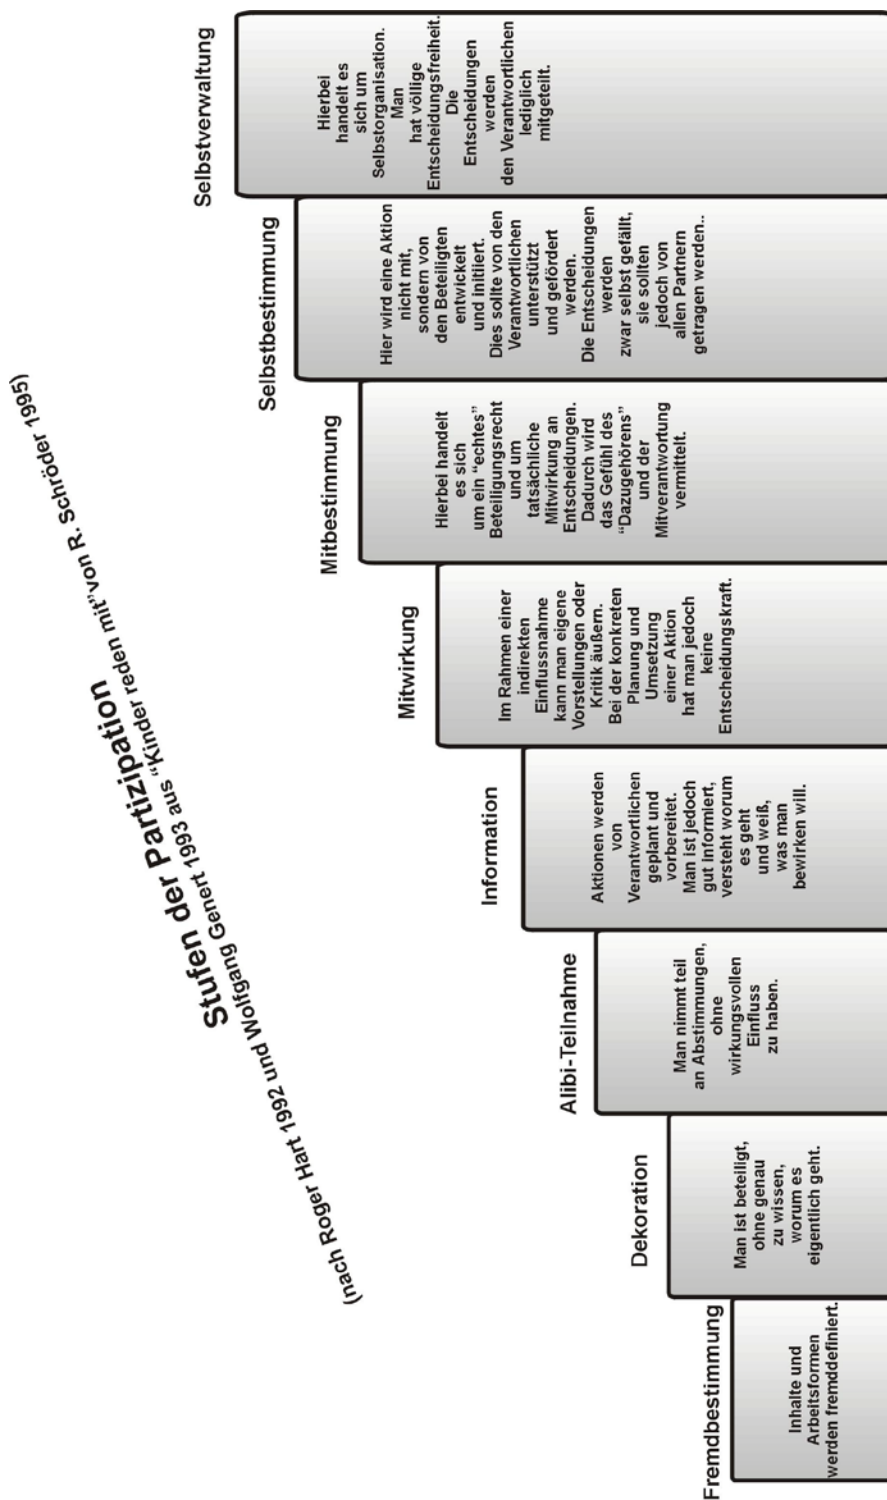 Stufen der Partizipation
(nach Roger Hart 1992 und Wolfgang Genert 1993 aus “Kinder reden mit”von R. Schröder 1995)
Fremdbestimmung
Inhalte und
Arbeitsformen
werden fremddefiniert.
Dekoration
Man ist beteiligt,
ohne genau
zu wissen,
worum es
eigentlich geht.
Alibi-Teilnahme
Man nimmt teil
an Abstimmungen,
ohne
wirkungsvollen
Einfluss
zu haben.
Information
Aktionen werden
von
Verantwortlichen
geplant und
vorbereitet.
Man ist jedoch
gut informiert,
versteht worum
es geht
und weiß,
was man
bewirken will.
Mitwirkung
Im Rahmen einer
indirekten
Einflussnahme
kann man eigene
Vorstellungen oder
Kritik äußern.
Bei der konkreten
Planung und
Umsetzung
einer Aktion
hat man jedoch
keine
Entscheidungskraft.
Mitbestimmung
Hierbei handelt
es sich
um ein “echtes”
Beteiligungsrecht
und um
tatsächliche
Mitwirkung an
Entscheidungen.
Dadurch wird
das Gefühl des
“Dazugehörens”
und der
Mitverantwortung
vermittelt.
Selbstbestimmung
Hier wird eine Aktion
nicht mit,
sondern von
den Beteiligten
entwickelt
und initiiert.
Dies sollte von den
Verantwortlichen
unterstützt
und gefördert
werden.
Die Entscheidungen
werden
zwar selbst gefällt,
sie sollten
jedoch von
allen Partnern
getragen werden..
Selbstverwaltung
Hierbei
handelt es
sich um
Selbstorganisation.
Man
hat völlige
Entscheidungsfreiheit.
Die
Entscheidungen
werden
den Verantwortlichen
lediglich
mitgeteilt.